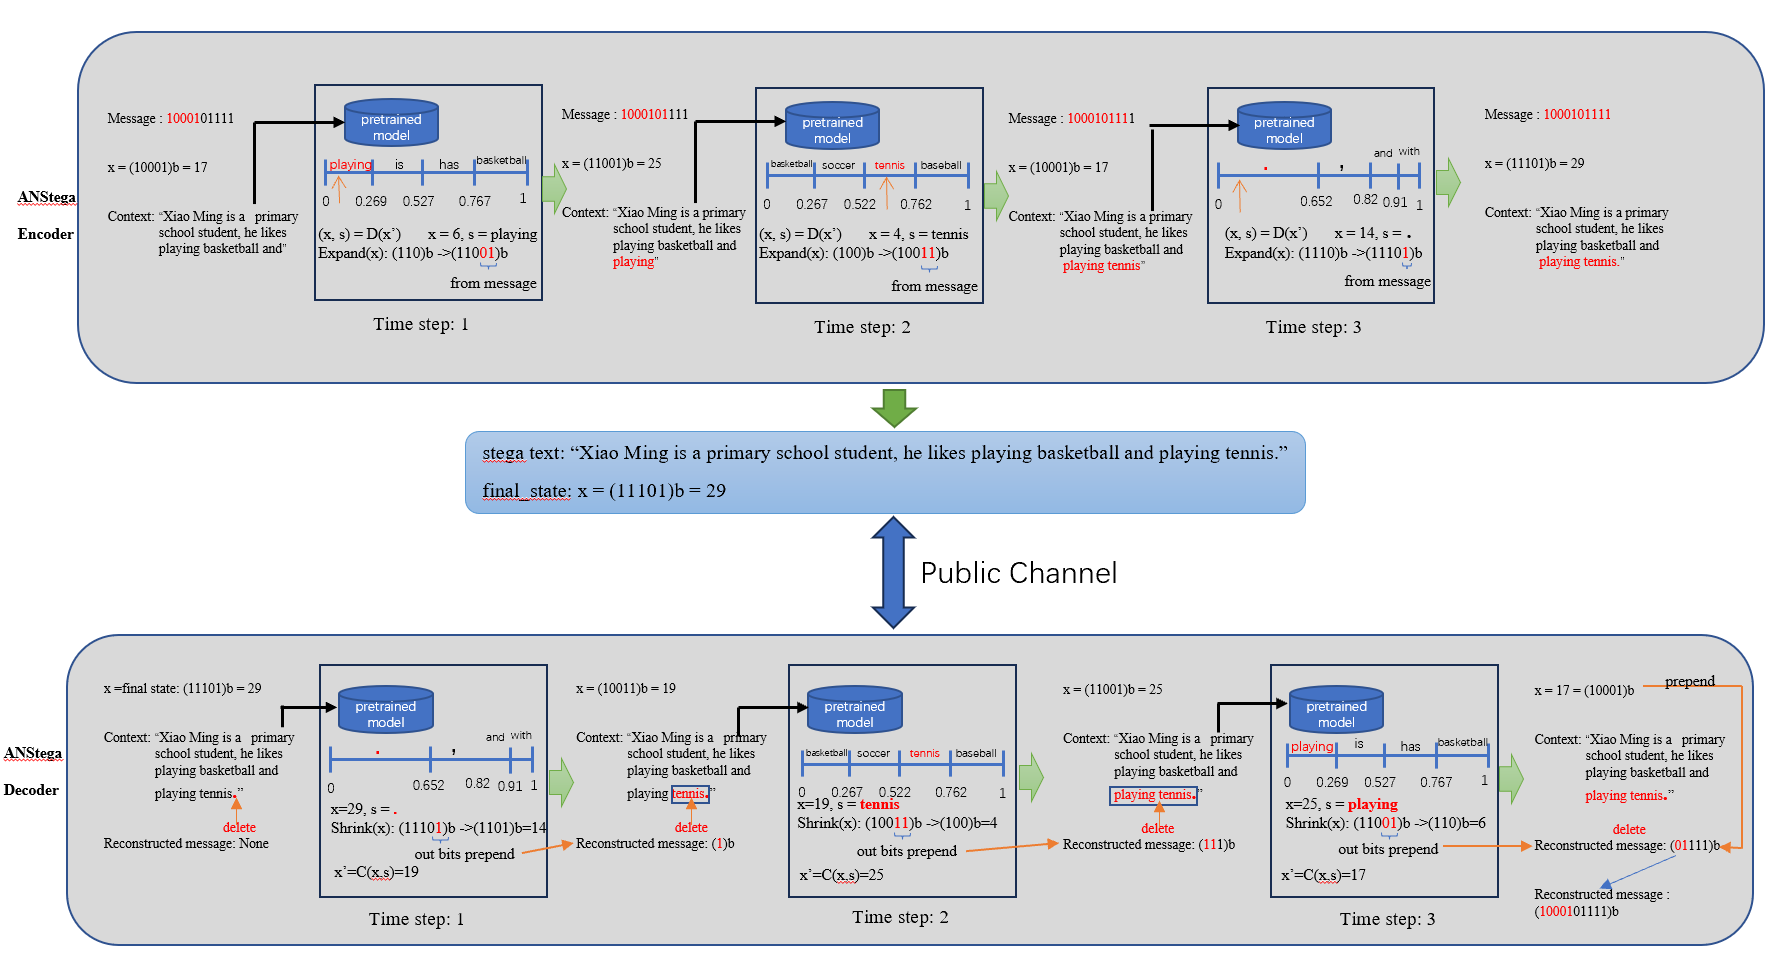 ANStega
Encoder
Message : 1000101111
x = (10001)b = 17
Context: “Xiao Ming is a primary
school student, he likes
playing basketball and”
pretrained
model
playing is has basketball
0 0.269 0.527 0.767 1
(x, s) = D(x’) x = 6, s = playing
Expand(x): (110)b ->(11001)b
from message
Time step: 1
Message : 1000101111
x = (11001)b = 25
Context: “Xiao Ming is a primary
school student, he likes
playing basketball and
playing”
pretrained
model
basketball soccer tennis baseball
0 0.267 0.522 0.762 1
(x, s) = D(x’) x = 4, s = tennis
Expand(x): (100)b ->(10011)b
from message
Time step: 2
Message : 1000101111
x = (10001)b = 17
Context: “Xiao Ming is a primary
school student, he likes
playing basketball and
playing tennis”
pretrained
model
. , and with
0 0.652 0.82 0.91 1
(x, s) = D(x’) x = 14, s = .
Expand(x): (1110)b ->(11101)b
from message
Time step: 3
Message : 1000101111
x = (11101)b = 29
Context: “Xiao Ming is a primary
school student, he likes
playing basketball and
playing tennis.”
stega text: “Xiao Ming is a primary school student, he likes playing basketball and playing tennis.”
final_state: x = (11101)b = 29
Public Channel
ANStega
Decoder
x =final state: (11101)b = 29
Context: “Xiao Ming is a primary
school student, he likes
playing basketball and
playing tennis.”
delete
Reconstructed message: None
pretrained
model
. , and with
0 0.652 0.82 0.91 1
x=29, s = .
Shrink(x): (11101)b ->(1101)b=14
out bits prepend
x’=C(x,s)=19
Time step: 1
x = (10011)b = 19
Context: “Xiao Ming is a primary
school student, he likes
playing basketball and
playing tennis.”
delete
Reconstructed message: (1)b
pretrained
model
basketball soccer tennis baseball
0 0.267 0.522 0.762 1
x=19, s = tennis
Shrink(x): (10011)b ->(100)b=4
out bits prepend
x’=C(x,s)=25
Time step: 2
x = (11001)b = 25
Context: “Xiao Ming is a primary
school student, he likes
playing basketball and
playing tennis.”
delete
Reconstructed message: (111)b
pretrained
model
playing is has basketball
0 0.269 0.527 0.767 1
x=25, s = playing
Shrink(x): (11001)b ->(110)b=6
out bits prepend
x’=C(x,s)=17
Time step: 3
x = 17 = (10001)b
prepend
Context: “Xiao Ming is a primary
school student, he likes
playing basketball and
playing tennis.”
delete
Reconstructed message: (01111)b
Reconstructed message :
(1000101111)b